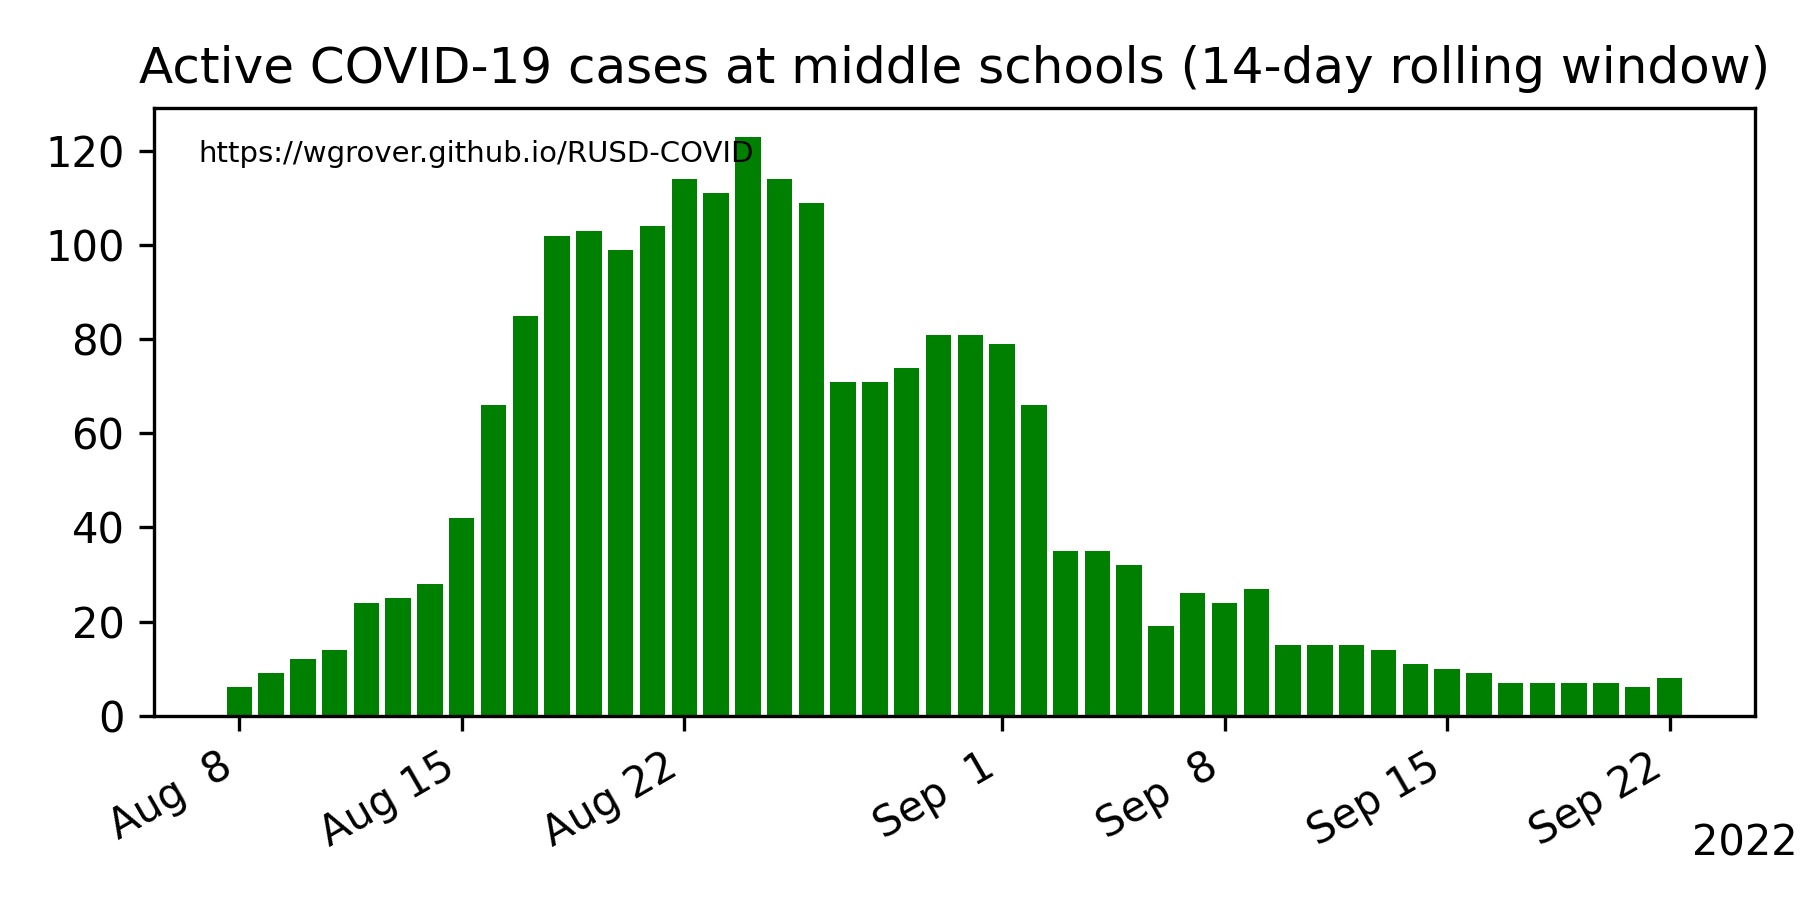 Active COVID-19 cases at middle schools (14-day rolling window)
https://wgrover.github.io/RUSD-COVID
120
100
80
60
40
20
0
Aug 8
Aug 15
Aug 22
Sep 1
Sep 8
Sep 15
Sep 22
2022